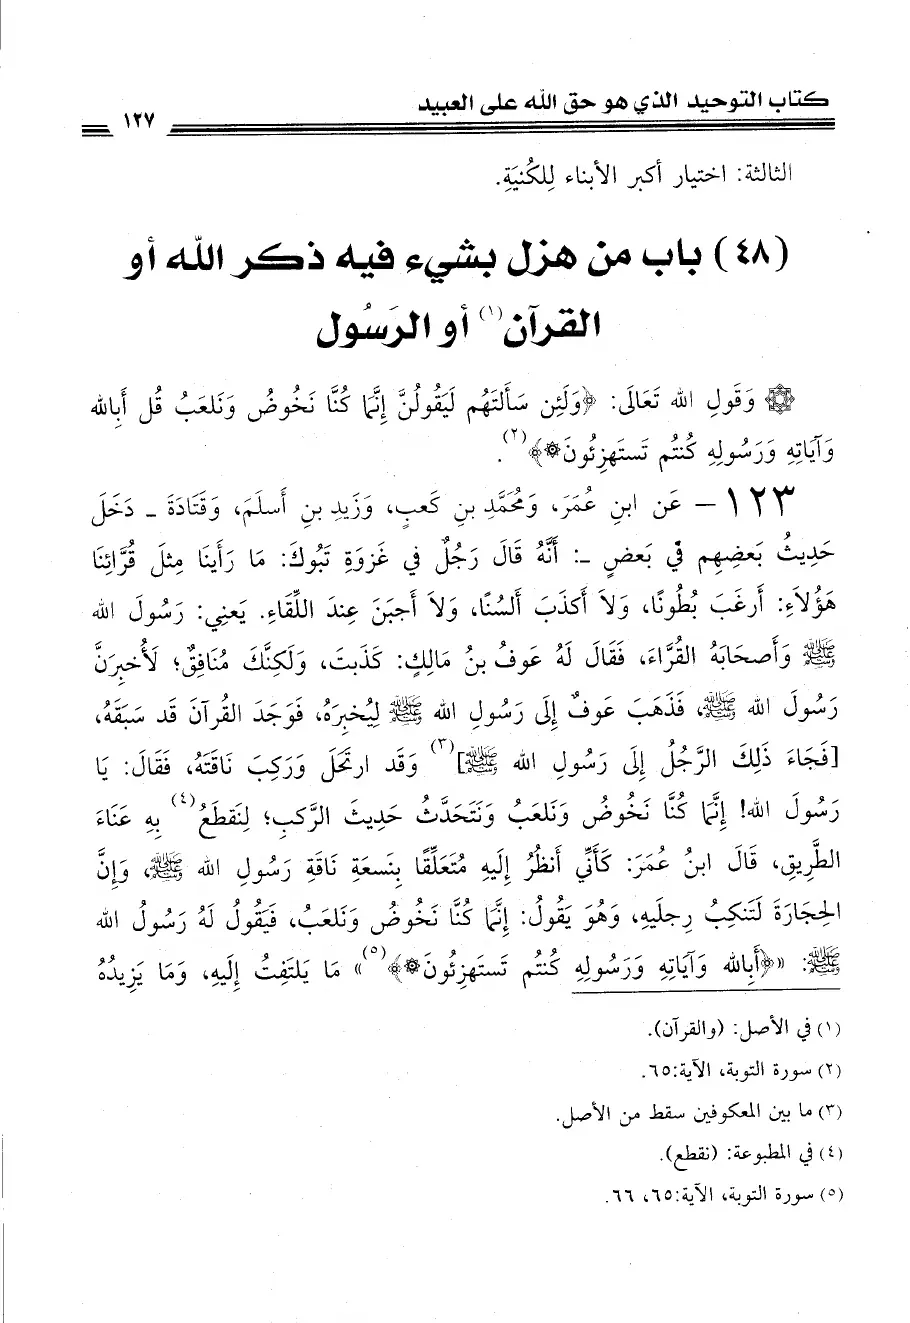 كتاب التوحيد الذي هو حق الله على العبيد
١٢٧
الثالثة: اختيار أكبر الأبناء لِلكُنيَةِ.
(٤٨) باب من هزل بشيء فيه ذكر الله أو
القرآن(١) أو الرَسُول
وَقَولِ الله تَعَالَى: ﴿وَلَئِن سَأَلتَهُم لَيَقُولُنَّ إِنَّمَا كُنَّا نَخُوضُ وَنَلعَبُ قُل أَبِالله
وَآيَاتِهِ وَرَسُولِهِ كُنتُم تَستَهزِئُونَ﴾(٢).
١٢٣ – عَن ابنِ عُمَرَ، وَمُحَمَّدِ بنِ كَعبٍ، وَزَيدِ بنِ أَسلَمَ، وَقَتَادَةَ ـ دَخَلَ
حَدِيثُ بَعضِهِم فِي بَعضٍ ـ: أَنَّهُ قَالَ رَجُلٌ فِي غَزوَةِ تَبُوكَ: مَا رَأَينَا مِثلَ قُرَّائِنَا
هَؤُلَاءِ: أَرغَبَ بُطُونًا، وَلاَ أَكذَبَ أَلسُنًا، وَلاَ أَجبَنَ عِندَ اللِّقَاءِ. يَعنِي: رَسُولَ الله
ﷺ وَأَصحَابَهُ القُرَّاءَ، فَقَالَ لَهُ عَوفُ بنُ مَالِكٍ: كَذَبتَ، وَلَكِنَّكَ مُنَافِقٌ؛ لَأُخبِرَنَّ
رَسُولَ الله ﷺ، فَذَهَبَ عَوفٌ إِلَى رَسُولِ الله ﷺ لِيُخبِرَهُ، فَوَجَدَ القُرآنَ قَد سَبَقَهُ،
[فَجَاءَ ذَلِكَ الرَّجُلُ إِلَى رَسُولِ الله ﷺ](٣) وَقَد ارتَحَلَ وَرَكِبَ نَاقَتَهُ، فَقَالَ: يَا
رَسُولَ الله! إِنَّمَا كُنَّا نَخُوضُ وَنَلعَبُ وَنَتَحَدَّثُ حَدِيثَ الرَّكبِ؛ لِنَقطَعُ(٤) بِهِ عَنَاءَ
الطَّرِيقِ، قَالَ ابنُ عُمَرَ: كَأَنِّي أَنظُرُ إِلَيهِ مُتَعَلِّقًا بِنِسعَةِ نَاقَةِ رَسُولِ الله ﷺ، وَإِنَّ
الحِجَارَةَ لَتَنكِبُ رِجلَيهِ، وَهُوَ يَقُولُ: إِنَّمَا كُنَّا نَخُوضُ وَنَلعَبُ، فَيَقُولُ لَهُ رَسُولُ الله
ﷺ: «﴿أَبِالله وَآيَاتِهِ وَرَسُولِهِ كُنتُم تَستَهزِئُونَ﴾(٥)» مَا يَلتَفِتُ إِلَيهِ، وَمَا يَزِيدُهُ
(١) في الأصل: (والقرآن).
(٢) سورة التوبة، الآية:٦٥.
(٣) ما بين المعكوفين سقط من الأصل.
(٤) في المطبوعة: (نقطع).
(٥) سورة التوبة، الآية:٦٥، ٦٦.